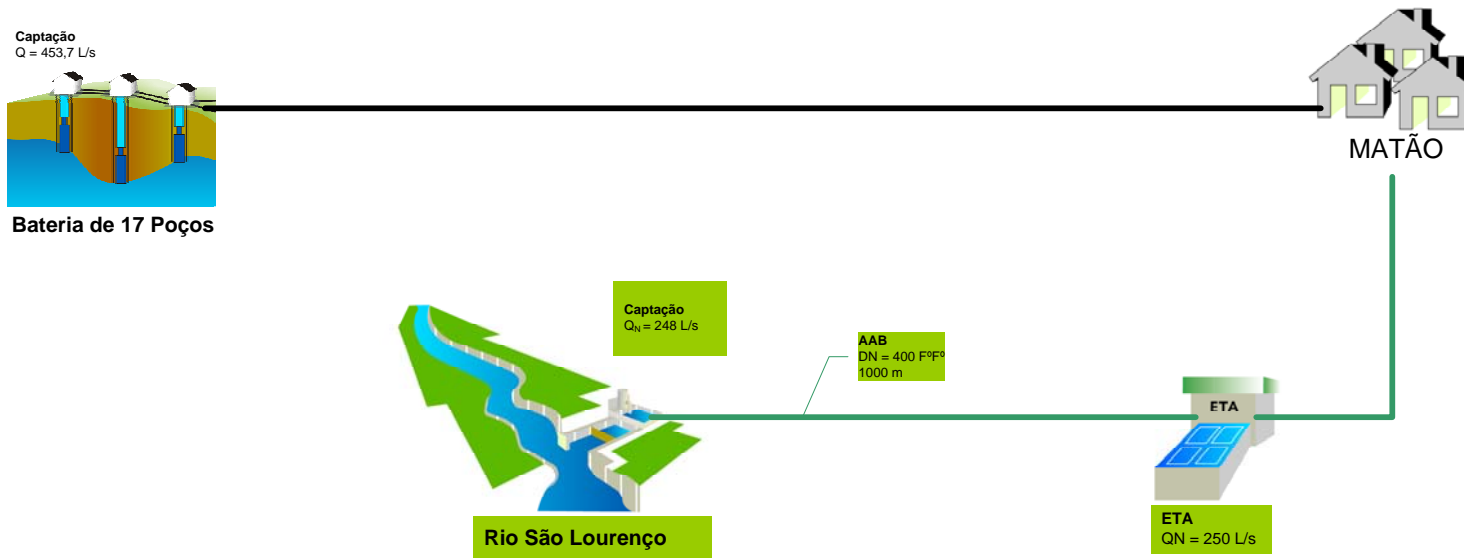 Captação
Q = 453,7 L/s
Bateria de 17 Poços
MATÃO
Captação
QN = 248 L/s
AAB
DN = 400 FºFº
1000 m
ETA
Rio São Lourenço
ETA
QN = 250 L/s